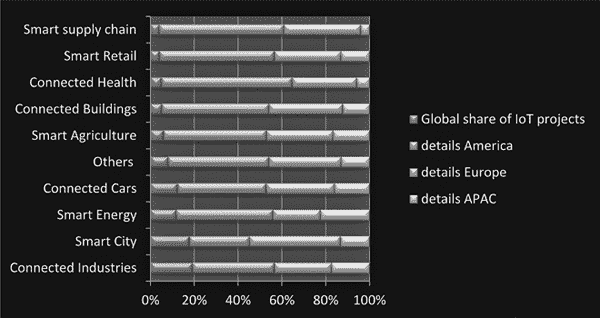 Smart supply chain
Smart Retail
Connected Health
Connected Buildings
Smart Agriculture
Others
Connected Cars
Smart Energy
Smart City
Connected Industries
0% 20% 40% 60% 80% 100%
Global share of IoT projects
details America
details Europe
details APAC